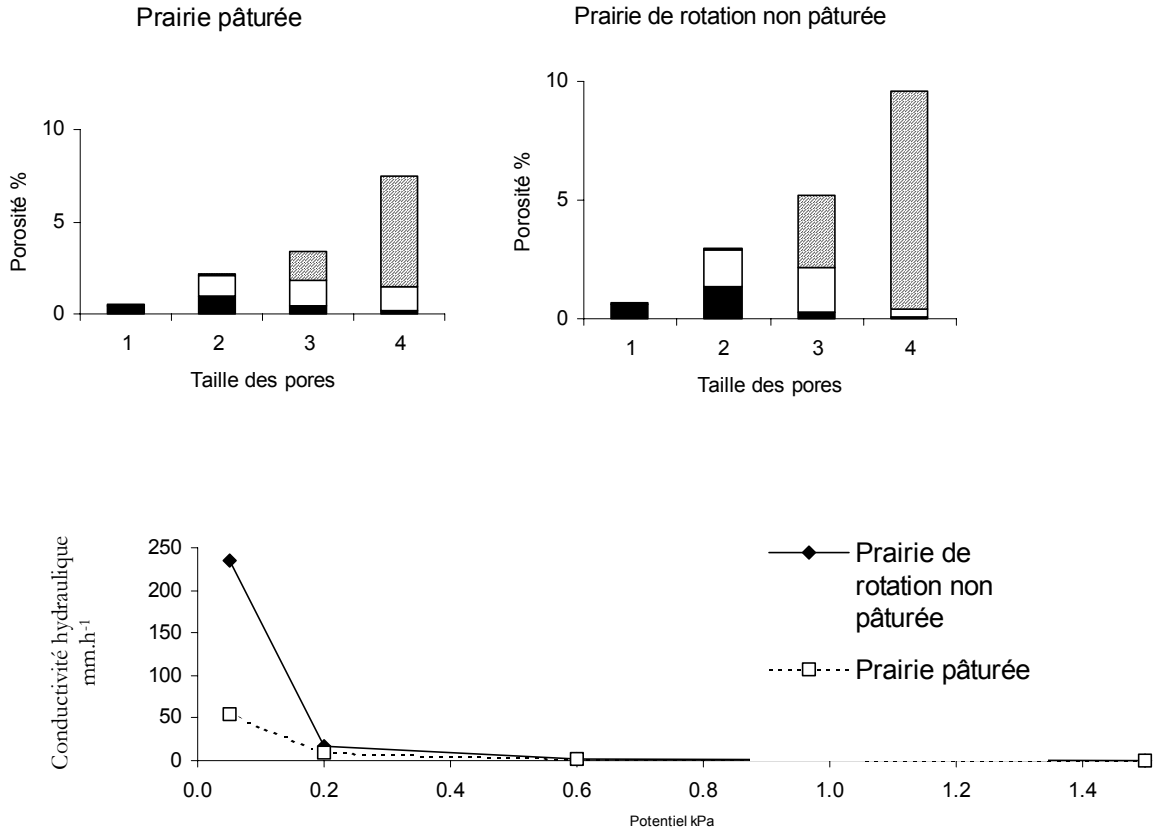 Prairie pâturée
Prairie de rotation non pâturée
10
5
0
Porosité %
1 2 3 4
Taille des pores
10
5
0
Porosité %
1 2 3 4
Taille des pores
Conductivité hydraulique
mm.h-1
250
200
150
100
50
0
0.0 0.2 0.4 0.6 0.8 1.0 1.2 1.4
Potentiel kPa
Prairie de
rotation non
pâturée
Prairie pâturée